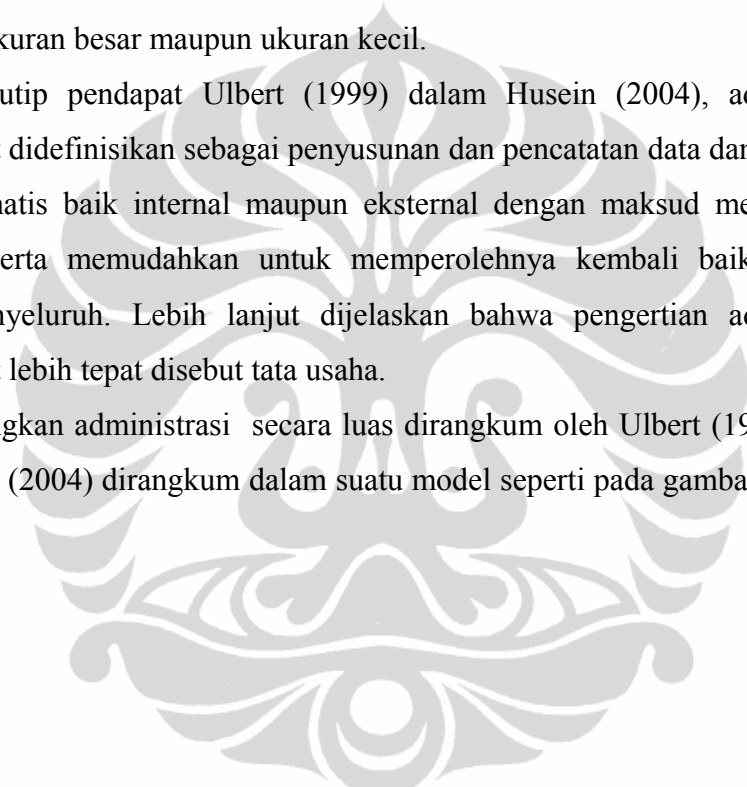 kuran besar maupun ukuran kecil.
utip pendapat Ulbert (1999) dalam Husein (2004), ad
didefinisikan sebagai penyusunan dan pencatatan data dan
natis baik internal maupun eksternal dengan maksud me
erta memudahkan untuk memperolehnya kembali baik
nyeluruh. Lebih lanjut dijelaskan bahwa pengertian ad
lebih tepat disebut tata usaha.
ngkan administrasi secara luas dirangkum oleh Ulbert (19
(2004) dirangkum dalam suatu model seperti pada gamba